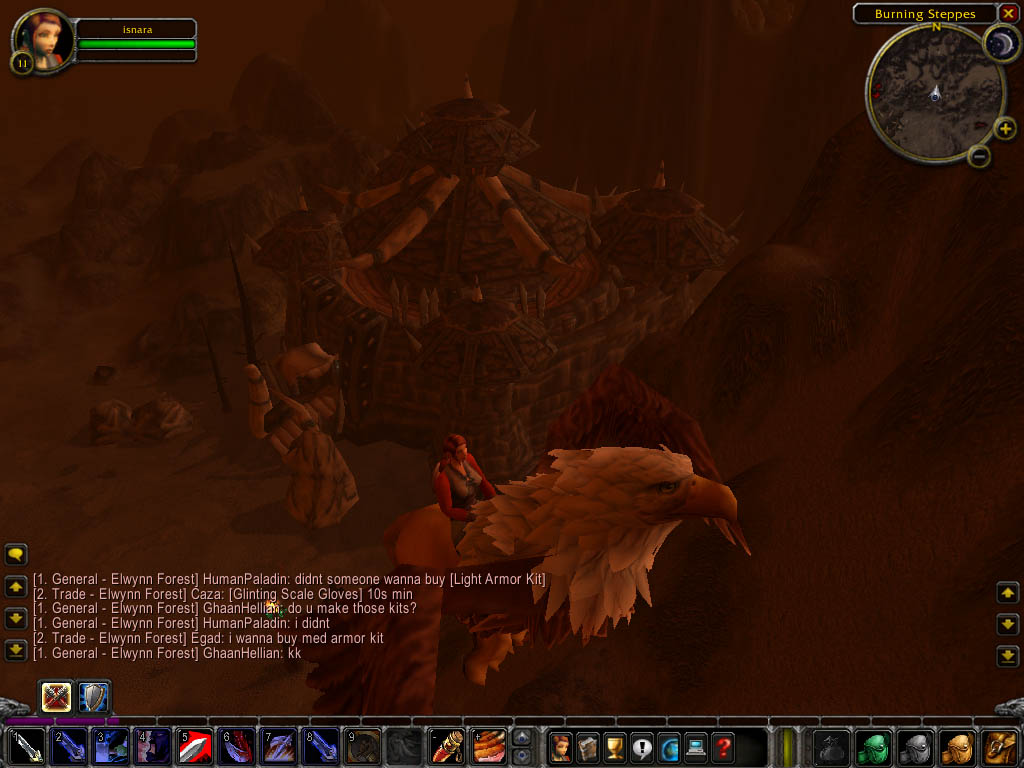 isnara
11
Burning Steppes
N
[1. General - Elwynn Forest] HumanPaladin: didnt someone wanna buy [Light Armor Kit]
[2. Trade - Elwynn Forest] Caza: [Glinting Scale Gloves] 10s min
[1. General - Elwynn Forest] GhaanHellian: do u make those kits?
[1. General - Elwynn Forest] HumanPaladin: i didnt
[2. Trade - Elwynn Forest] Egad: i wanna buy med armor kit
[1. General - Elwynn Forest] GhaanHellian: kk
1 2 3 4 5 6 7 8 9 - +